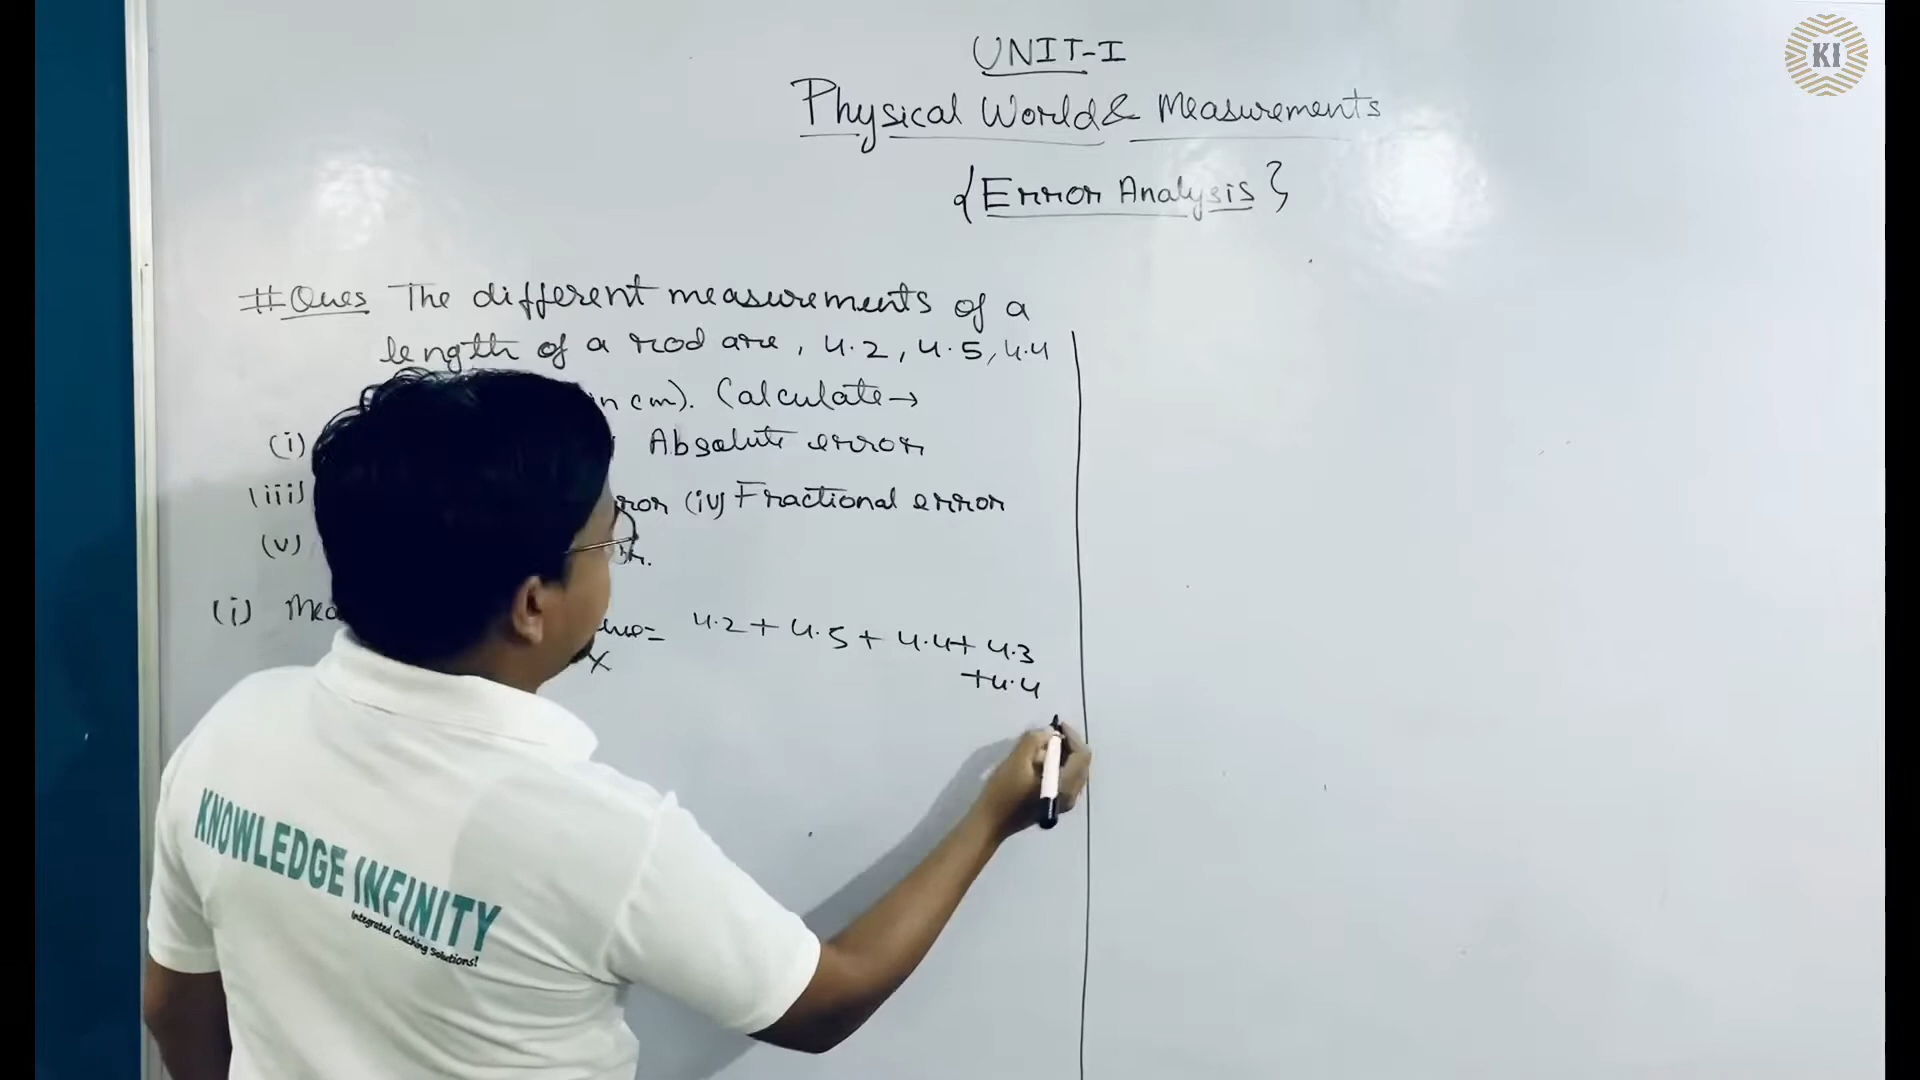 KI
UNIT-I
Physical World & Measurements
{Error Analysis}
#Ques The different measurements of a
length of a rod are, 4.2, 4.5, 4.4
in cm). Calculate→
(i) Absolute error
(iii) (iv) Fractional error
(v)
(i) = 4.2 + 4.5 + 4.4 + 4.3
+4.4
KNOWLEDGE INFINITY
Integrated Coaching Solutions!